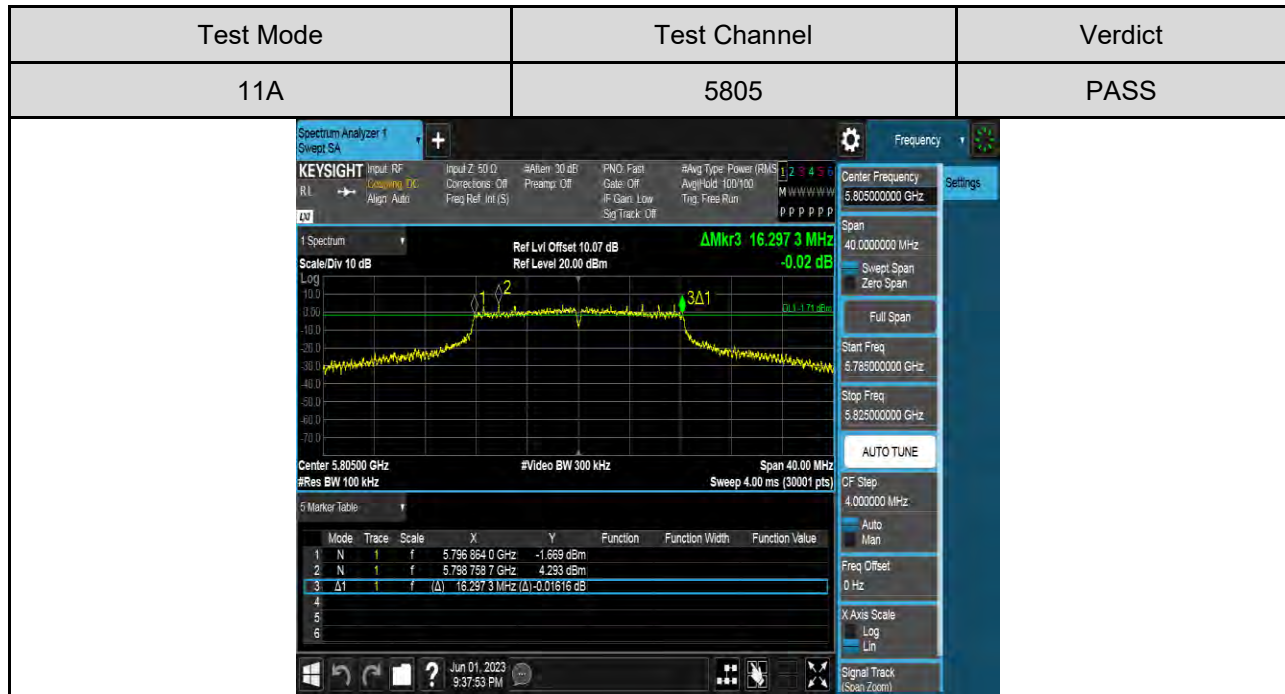 Test Mode Test Channel Verdict
11A 5805 PASS
Spectrum Analyzer 1
Swept SA
+
Frequency
KEYSIGHT Input: RF Input Z: 50 Ω #Atten: 30 dB PNO: Fast #Avg Type: Power (RMS 1 2 3 4 5 6
RL Coupling: DC Corrections: Off Preamp: Off Gate: Off Avg|Hold: 100/100 M W W W W W
Align: Auto Freq Ref: Int (S) IF Gain: Low Trig: Free Run
LXI Sig Track: Off P P P P P P
Center Frequency
5.805000000 GHz
Settings
Span
40.0000000 MHz
Swept Span
Zero Span
Full Span
Start Freq
5.785000000 GHz
Stop Freq
5.825000000 GHz
AUTO TUNE
CF Step
4.000000 MHz
Auto
Man
Freq Offset
0 Hz
X Axis Scale
Log
Lin
Signal Track
(Span Zoom)
1 Spectrum Ref Lvl Offset 10.07 dB ΔMkr3 16.297 3 MHz
Scale/Div 10 dB Ref Level 20.00 dBm -0.02 dB
Log
10.0
0.00
-10.0
-20.0
-30.0
-40.0
-50.0
-60.0
-70.0
1 2 3Δ1
DL1 -1.71 dBm
Center 5.80500 GHz #Video BW 300 kHz Span 40.00 MHz
#Res BW 100 kHz Sweep 4.00 ms (30001 pts)
5 Marker Table
Mode Trace Scale X Y Function Function Width Function Value
1 N 1 f 5.796 864 0 GHz -1.669 dBm
2 N 1 f 5.798 758 7 GHz 4.293 dBm
3 Δ1 1 f (Δ) 16.297 3 MHz (Δ) -0.01616 dB
4
5
6
? Jun 01, 2023
9:37:53 PM